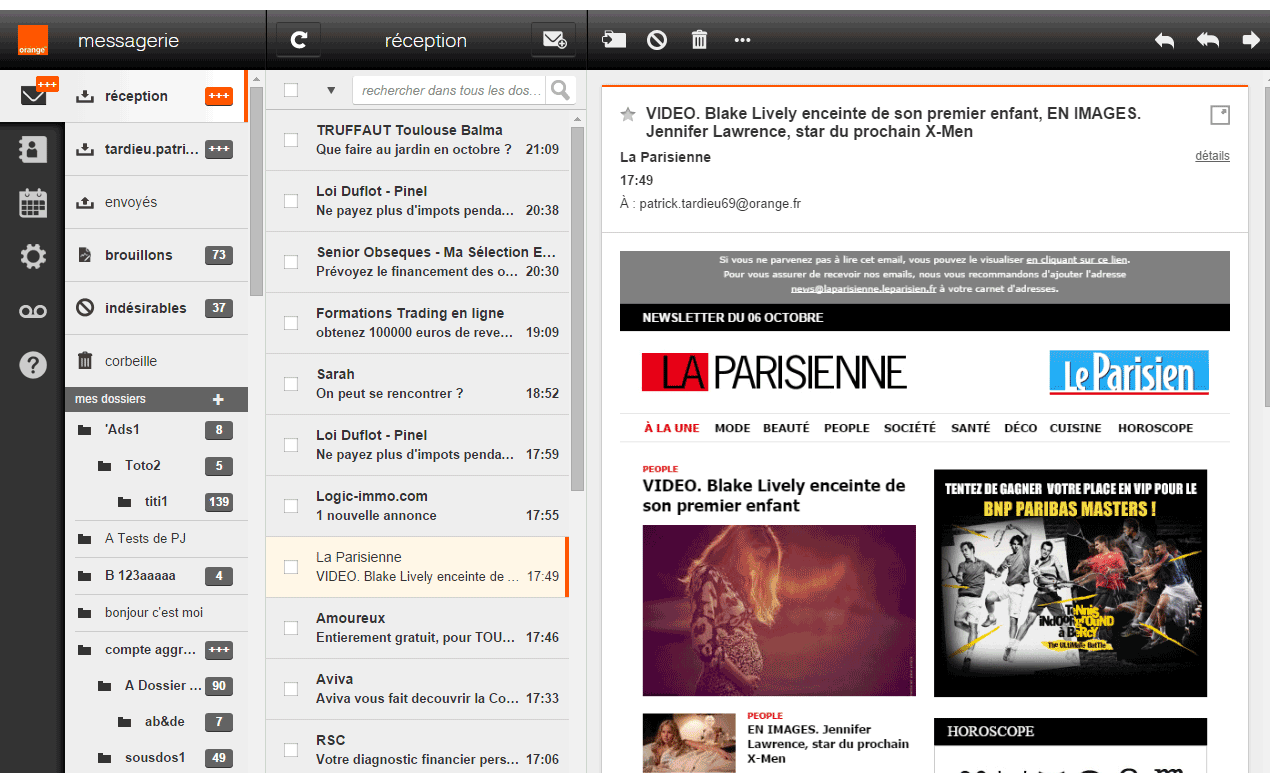 orange
messagerie
réception
+++
réception +++
tardieu.patri... +++
envoyés
brouillons 73
indésirables 37
corbeille
mes dossiers +
'Ads1 8
Toto2 5
titi1 139
A Tests de PJ
B 123aaaaa 4
bonjour c'est moi
compte aggr... +++
A Dossier ... 90
ab&de 7
sousdos1 49
rechercher dans tous les dos...
TRUFFAUT Toulouse Balma
Que faire au jardin en octobre ? 21:09
Loi Duflot - Pinel
Ne payez plus d'impots penda... 20:38
Senior Obseques - Ma Sélection E...
Prévoyez le financement des o... 20:30
Formations Trading en ligne
obtenez 100000 euros de reve... 19:09
Sarah
On peut se rencontrer ? 18:52
Loi Duflot - Pinel
Ne payez plus d'impots penda... 17:59
Logic-immo.com
1 nouvelle annonce 17:55
La Parisienne
VIDEO. Blake Lively enceinte de ... 17:49
Amoureux
Entierement gratuit, pour TOU... 17:46
Aviva
Aviva vous fait decouvrir la Co... 17:33
RSC
Votre diagnostic financier pers... 17:06
VIDEO. Blake Lively enceinte de son premier enfant, EN IMAGES.
Jennifer Lawrence, star du prochain X-Men
La Parisienne
détails
17:49
À : patrick.tardieu69@orange.fr
Si vous ne parvenez pas à lire cet email, vous pouvez le visualiser en cliquant sur ce lien.
Pour vous assurer de recevoir nos emails, nous vous recommandons d'ajouter l'adresse
news@laparisienne.leparisien.fr à votre carnet d'adresses.
NEWSLETTER DU 06 OCTOBRE
LA PARISIENNE
Le Parisien
À LA UNE MODE BEAUTÉ PEOPLE SOCIÉTÉ SANTÉ DÉCO CUISINE HOROSCOPE
PEOPLE
VIDEO. Blake Lively enceinte de
son premier enfant
TENTEZ DE GAGNER VOTRE PLACE EN VIP POUR LE
BNP PARIBAS MASTERS !
TeNNis
iNdOOR GROUND
à BeRCY
The ULtiMate BatTle
PEOPLE
EN IMAGES. Jennifer
Lawrence, star du prochain
X-Men
HOROSCOPE